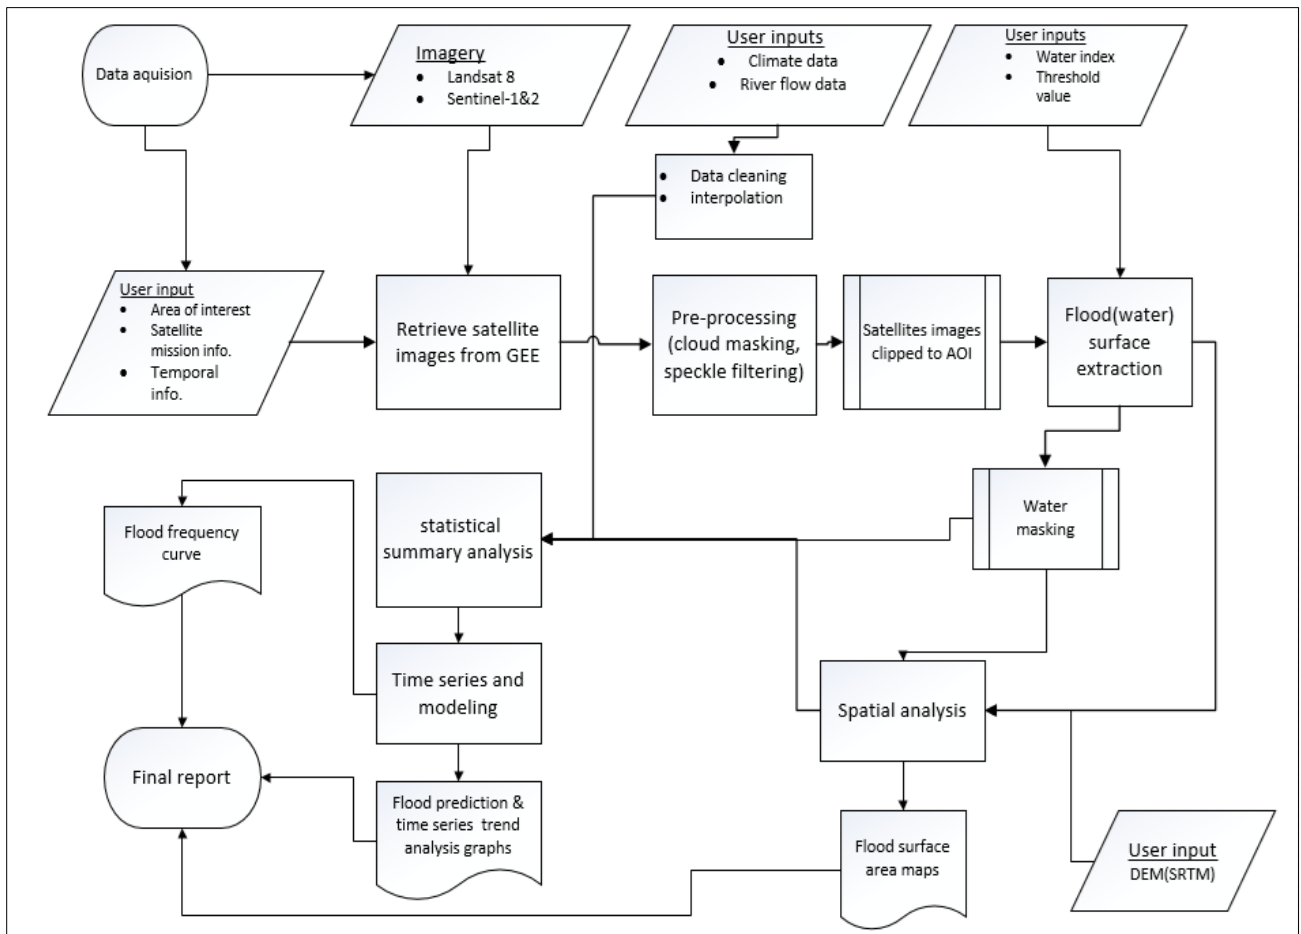 Data aquision
Imagery
• Landsat 8
• Sentinel-1&2
User inputs
• Climate data
• River flow data
User inputs
• Water index
• Threshold
value
• Data cleaning
• interpolation
User input
• Area of interest
• Satellite
mission info.
• Temporal
info.
Retrieve satellite
images from GEE
Pre-processing
(cloud masking,
speckle filtering)
Satellites images
clipped to AOI
Flood(water)
surface
extraction
Flood frequency
curve
statistical
summary analysis
Water
masking
Time series and
modeling
Spatial analysis
Final report
Flood prediction &
time series trend
analysis graphs
Flood surface
area maps
User input
DEM(SRTM)